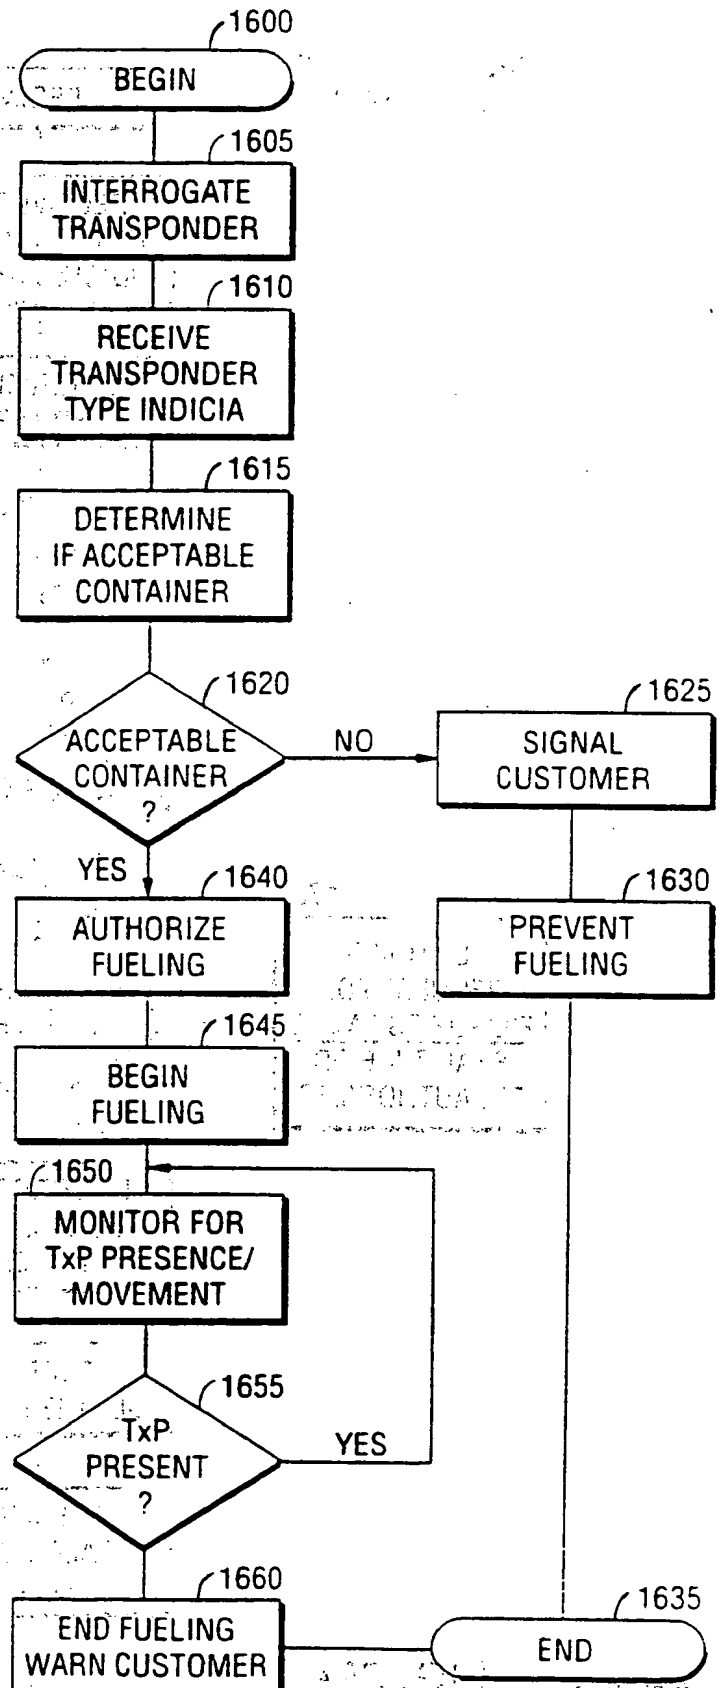 1600
BEGIN
1605
INTERROGATE
TRANSPONDER
1610
RECEIVE
TRANSPONDER
TYPE INDICIA
1615
DETERMINE
IF ACCEPTABLE
CONTAINER
1620
ACCEPTABLE
CONTAINER
?
NO
1625
SIGNAL
CUSTOMER
YES
1640
AUTHORIZE
FUELING
1630
PREVENT
FUELING
1645
BEGIN
FUELING
1650
MONITOR FOR
TxP PRESENCE/
MOVEMENT
1655
TxP
PRESENT
?
YES
1660
END FUELING
WARN CUSTOMER
1635
END